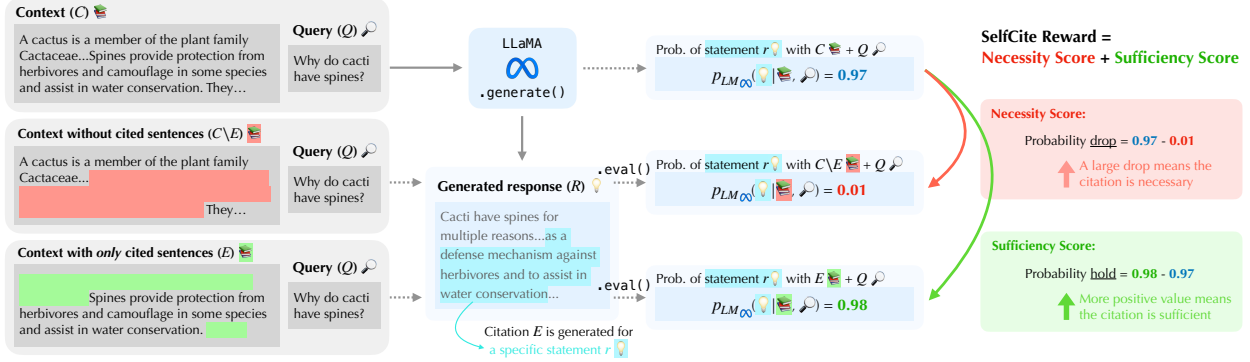 Context (C)
A cactus is a member of the plant family
Cactaceae...Spines provide protection from
herbivores and camouflage in some species
and assist in water conservation. They…
Query (Q)
Why do cacti
have spines?
Context without cited sentences (C\E)
A cactus is a member of the plant family
Cactaceae...
They…
Query (Q)
Why do cacti
have spines?
Context with only cited sentences (E)
Spines provide protection from
herbivores and camouflage in some species
and assist in water conservation.
Query (Q)
Why do cacti
have spines?
LLaMA
.generate()
Generated response (R)
Cacti have spines for
multiple reasons...as a
defense mechanism against
herbivores and to assist in
water conservation...
Citation E is generated for
a specific statement r
.eval()
.eval()
Prob. of statement r with C + Q
pLM( | , ) = 0.97
Prob. of statement r with C\E + Q
pLM( | , ) = 0.01
Prob. of statement r with E + Q
pLM( | , ) = 0.98
SelfCite Reward =
Necessity Score + Sufficiency Score
Necessity Score:
Probability drop = 0.97 - 0.01
A large drop means the
citation is necessary
Sufficiency Score:
Probability hold = 0.98 - 0.97
More positive value means
the citation is sufficient